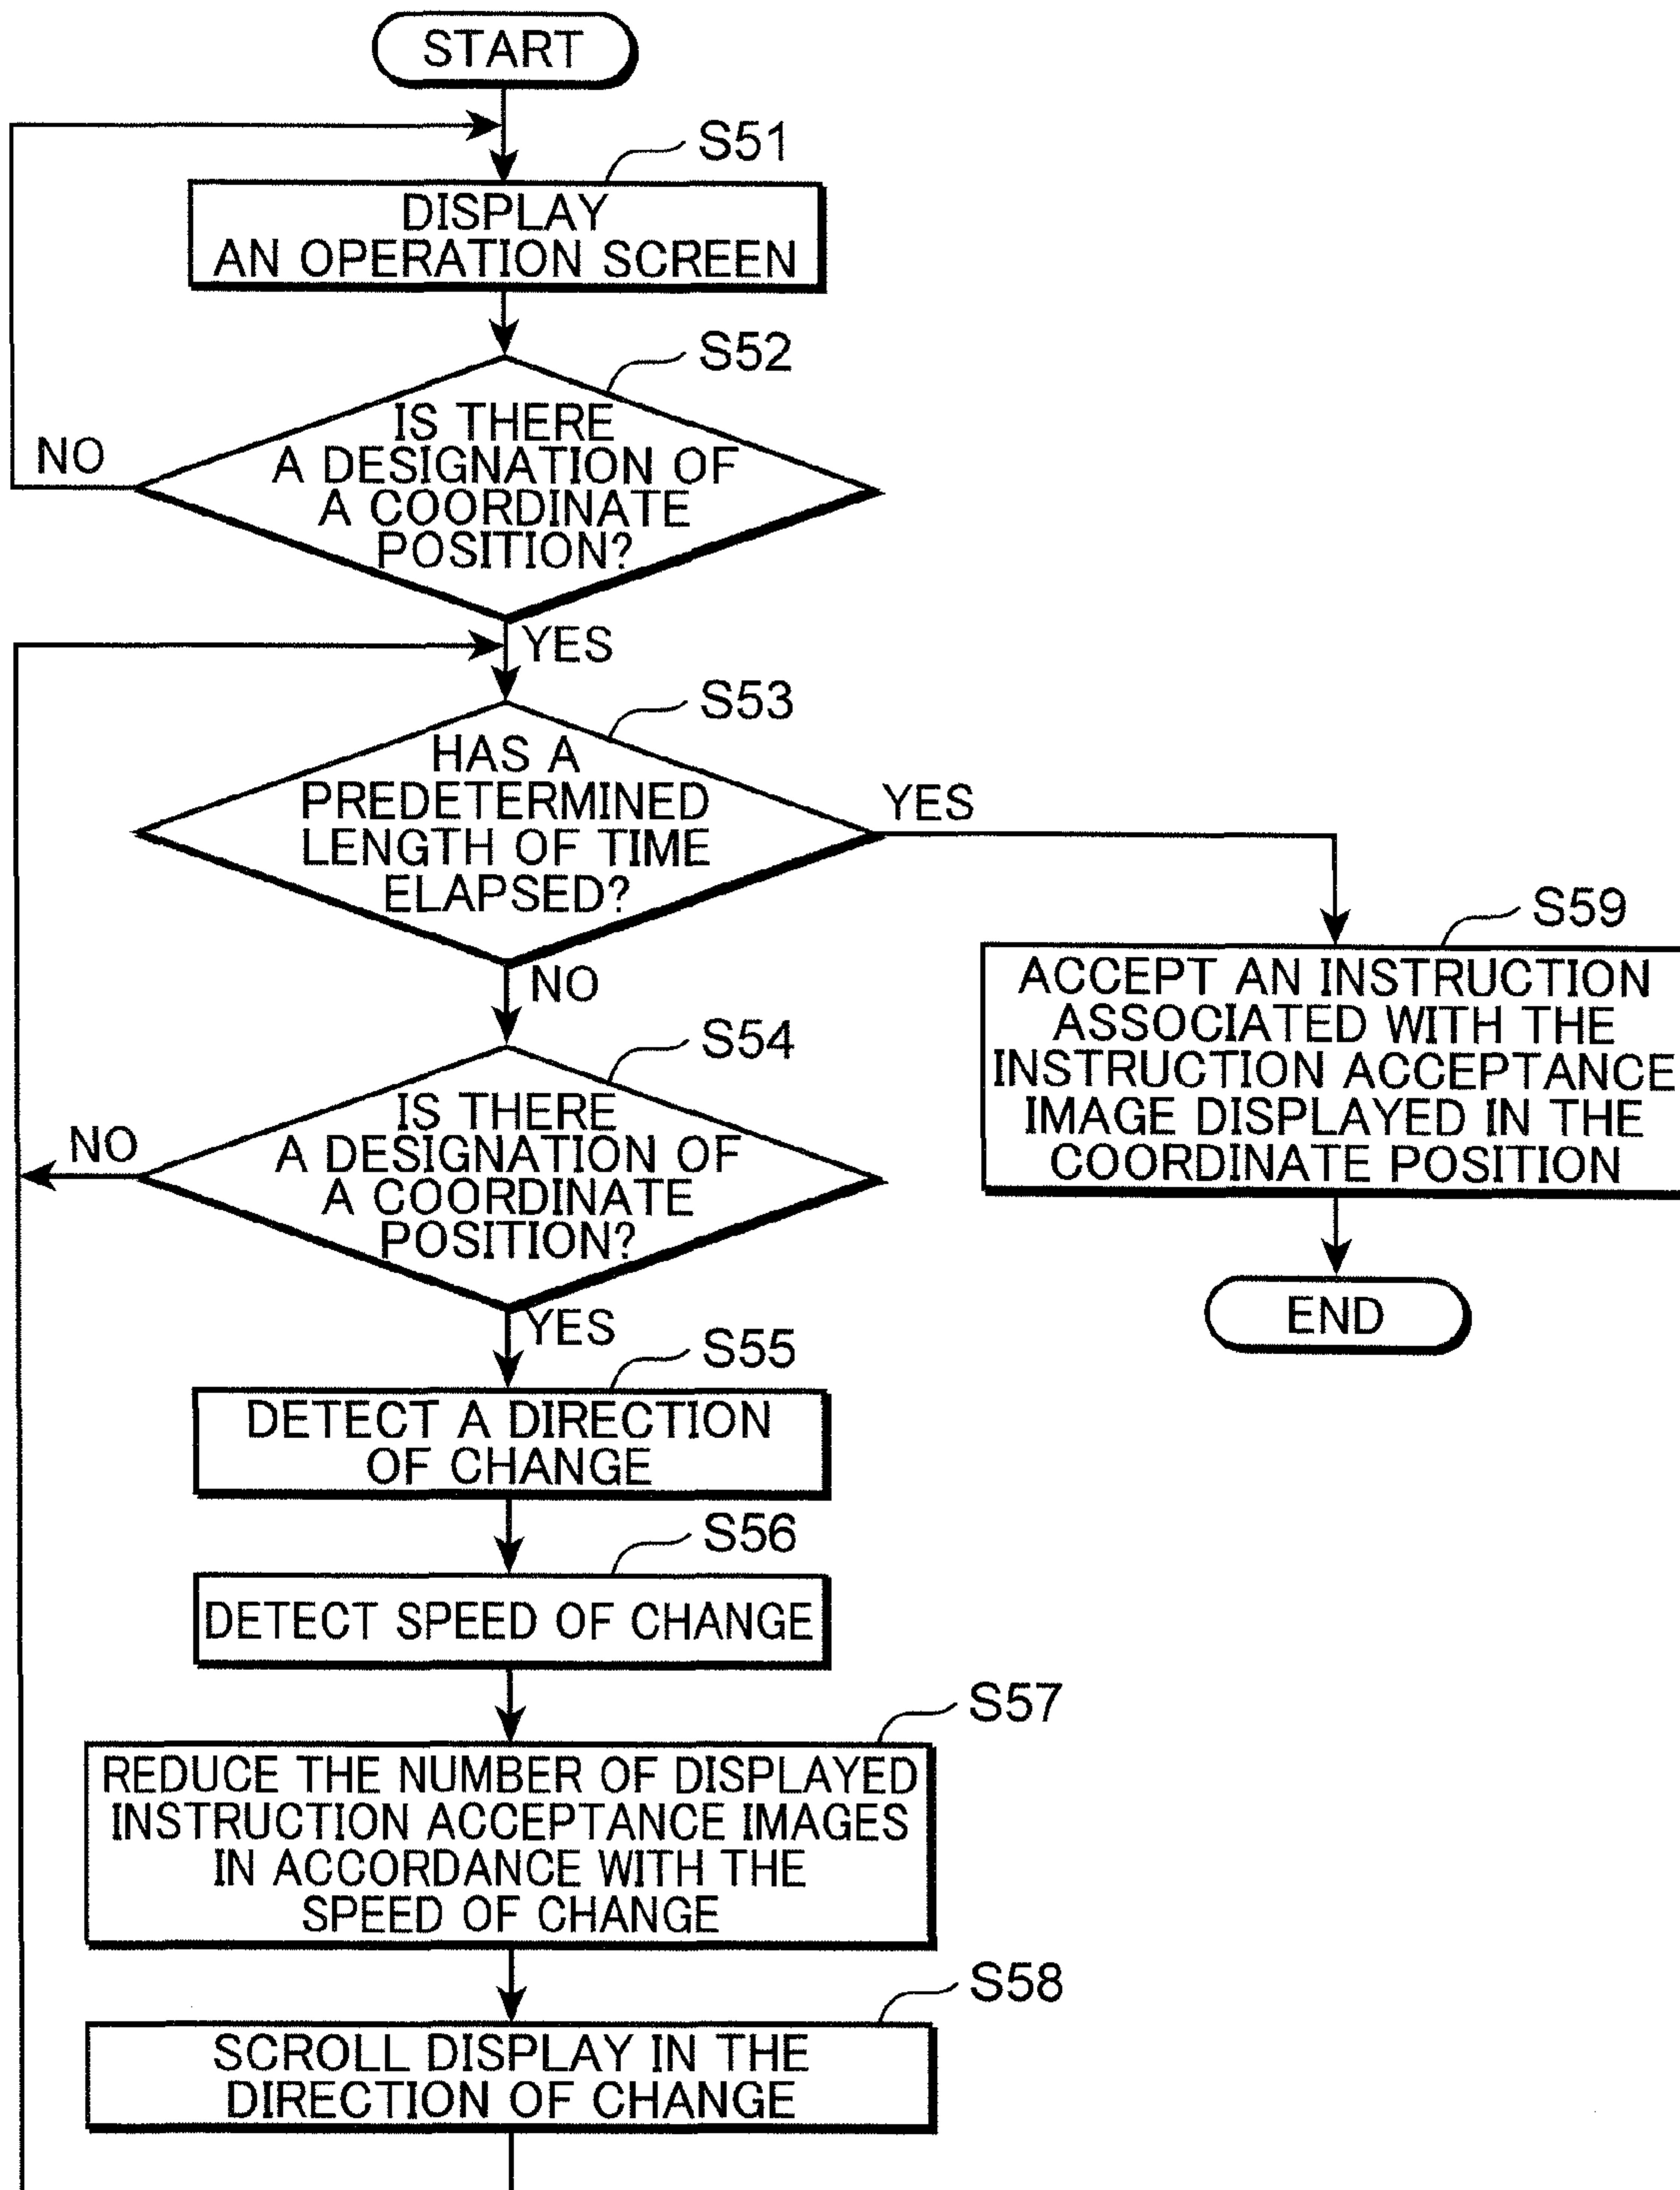 START
S51
DISPLAY
AN OPERATION SCREEN
S52
IS THERE
A DESIGNATION OF
A COORDINATE
POSITION?
NO
YES
S53
HAS A
PREDETERMINED
LENGTH OF TIME
ELAPSED?
YES
NO
S59
ACCEPT AN INSTRUCTION
ASSOCIATED WITH THE
INSTRUCTION ACCEPTANCE
IMAGE DISPLAYED IN THE
COORDINATE POSITION
END
S54
IS THERE
A DESIGNATION OF
A COORDINATE
POSITION?
NO
YES
S55
DETECT A DIRECTION
OF CHANGE
S56
DETECT SPEED OF CHANGE
S57
REDUCE THE NUMBER OF DISPLAYED
INSTRUCTION ACCEPTANCE IMAGES
IN ACCORDANCE WITH THE
SPEED OF CHANGE
S58
SCROLL DISPLAY IN THE
DIRECTION OF CHANGE